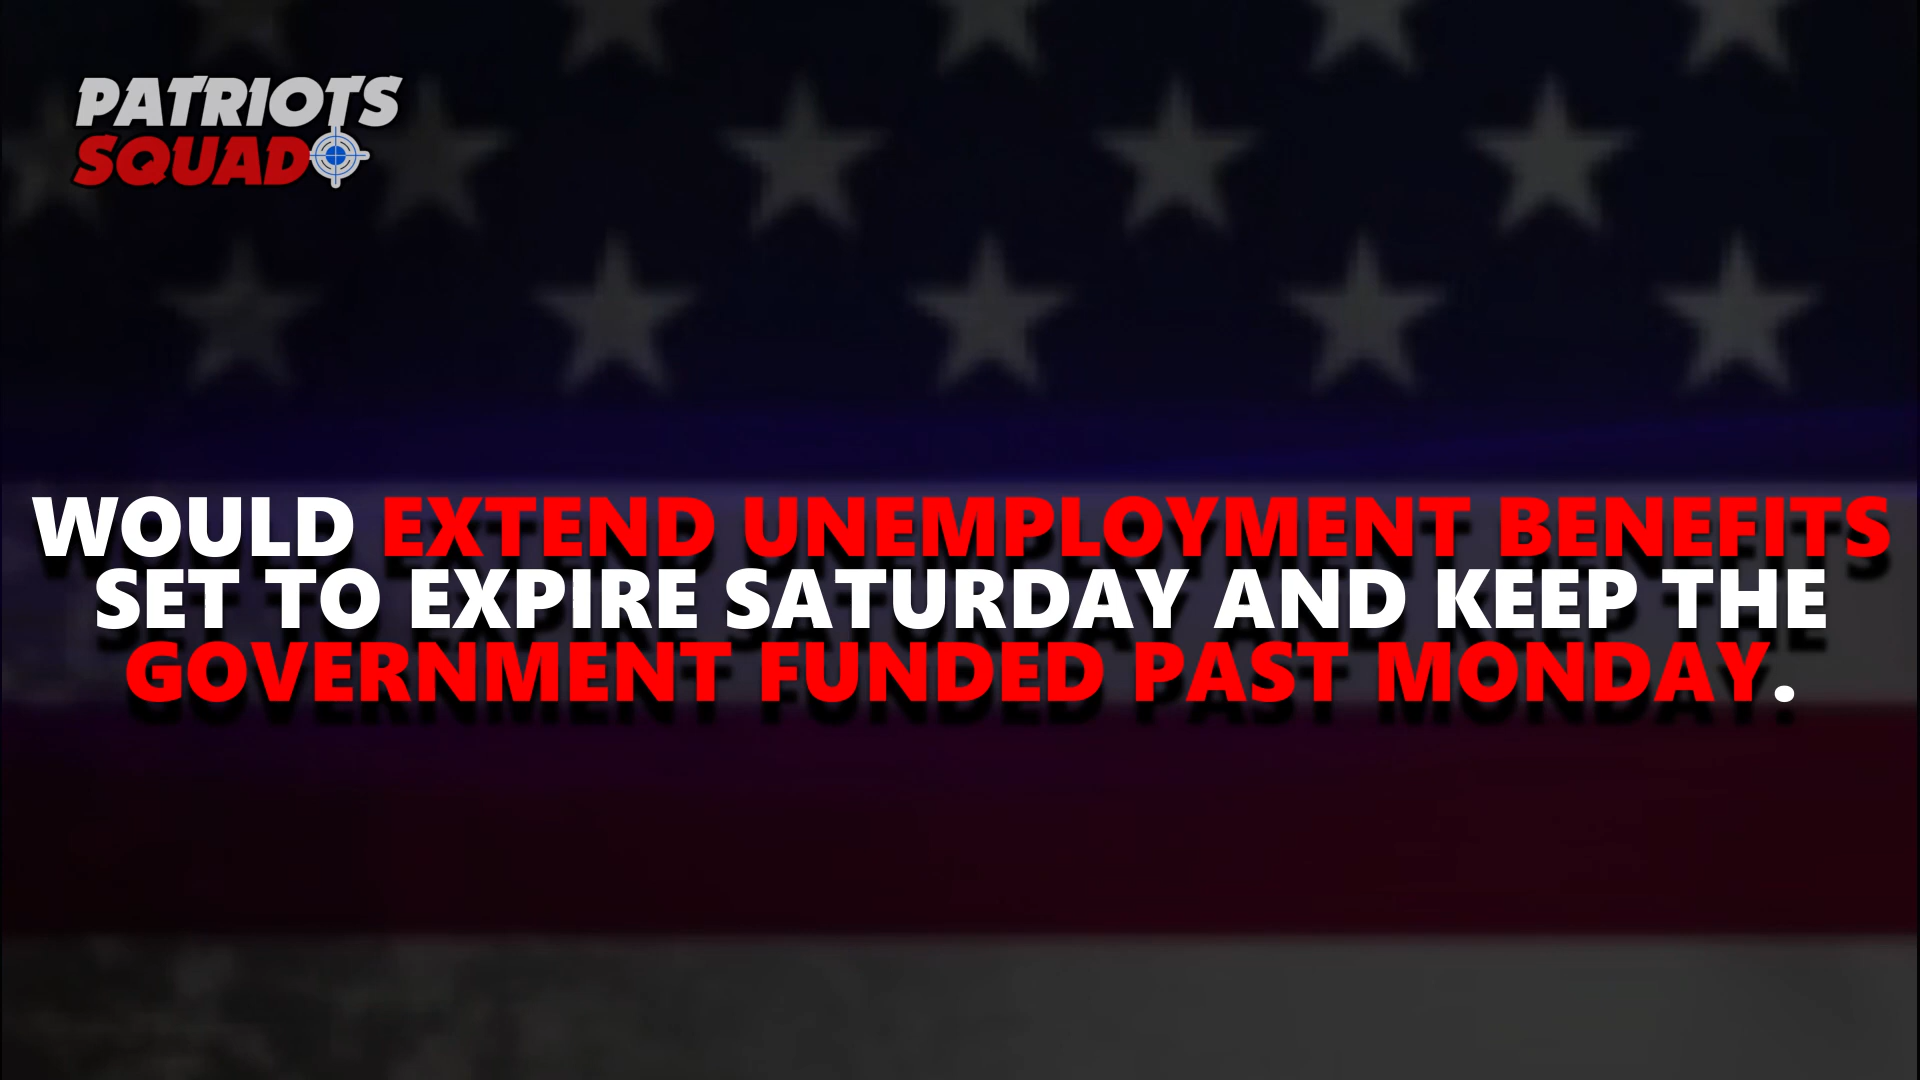 PATRIOTS
SQUAD
WOULD EXTEND UNEMPLOYMENT BENEFITS
SET TO EXPIRE SATURDAY AND KEEP THE
GOVERNMENT FUNDED PAST MONDAY.